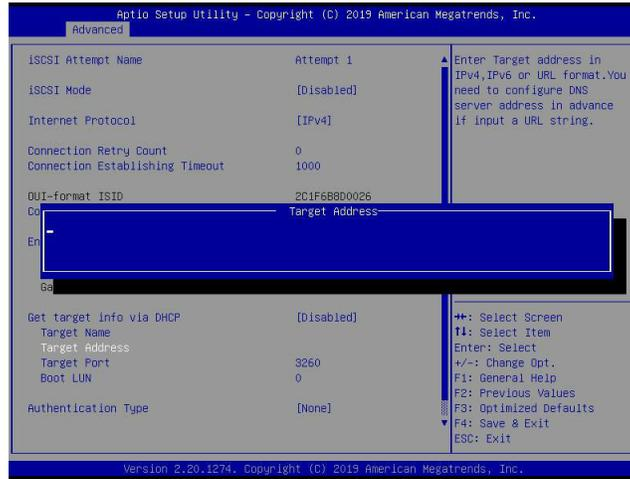 Aptio Setup Utility – Copyright (C) 2019 American Megatrends, Inc.
Advanced
iSCSI Attempt Name Attempt 1
iSCSI Mode [Disabled]
Internet Protocol [IPv4]
Connection Retry Count 0
Connection Establishing Timeout 1000
OUI-format ISID 2C1F6B8D0026
Co
Target Address
En
Ga
Get target info via DHCP [Disabled]
Target Name
Target Address
Target Port 3260
Boot LUN 0
Authentication Type [None]
Enter Target address in
IPv4,IPv6 or URL format.You
need to configure DNS
server address in advance
if input a URL string.
→←: Select Screen
↑↓: Select Item
Enter: Select
+/-: Change Opt.
F1: General Help
F2: Previous Values
F3: Optimized Defaults
F4: Save & Exit
ESC: Exit
Version 2.20.1274. Copyright (C) 2019 American Megatrends, Inc.